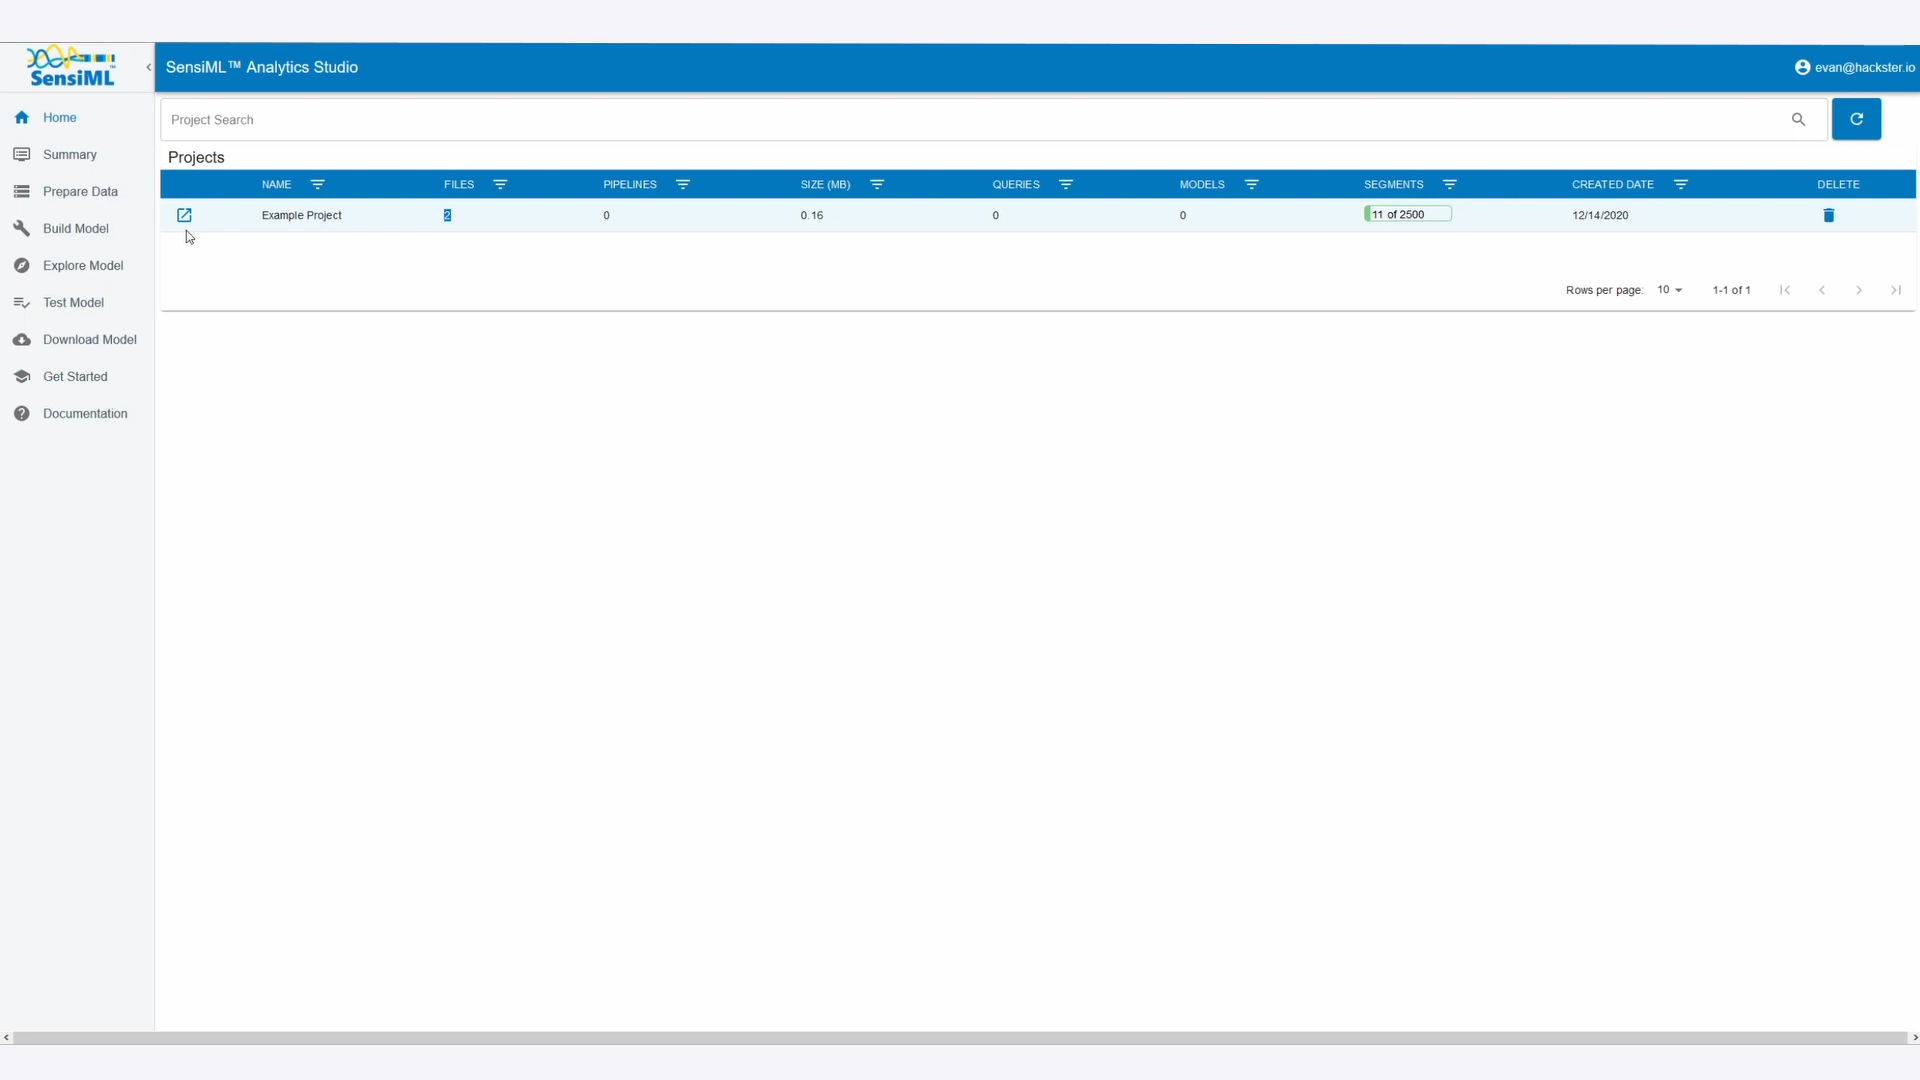 SensiML
SensiML™ Analytics Studio
evan@hackster.io
Home
Summary
Prepare Data
Build Model
Explore Model
Test Model
Download Model
Get Started
Documentation
Project Search
Projects
NAME FILES PIPELINES SIZE (MB) QUERIES MODELS SEGMENTS CREATED DATE DELETE
Example Project 2 0 0.16 0 0 11 of 2500 12/14/2020
Rows per page: 10 1-1 of 1